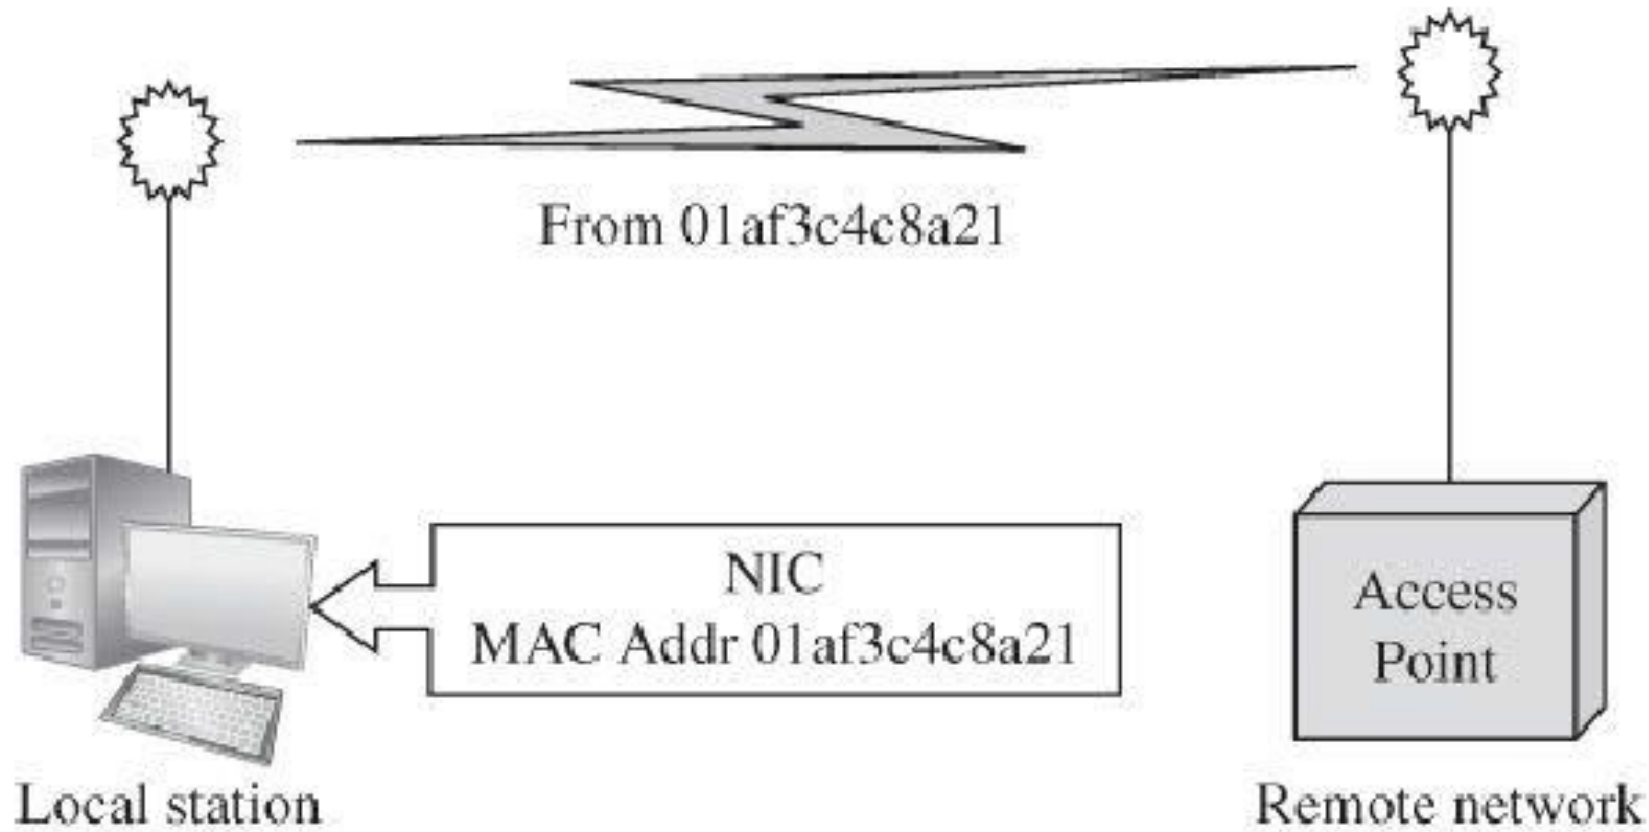 From 01af3c4c8a21
NIC
MAC Addr 01af3c4c8a21
Access
Point
Local station
Remote network